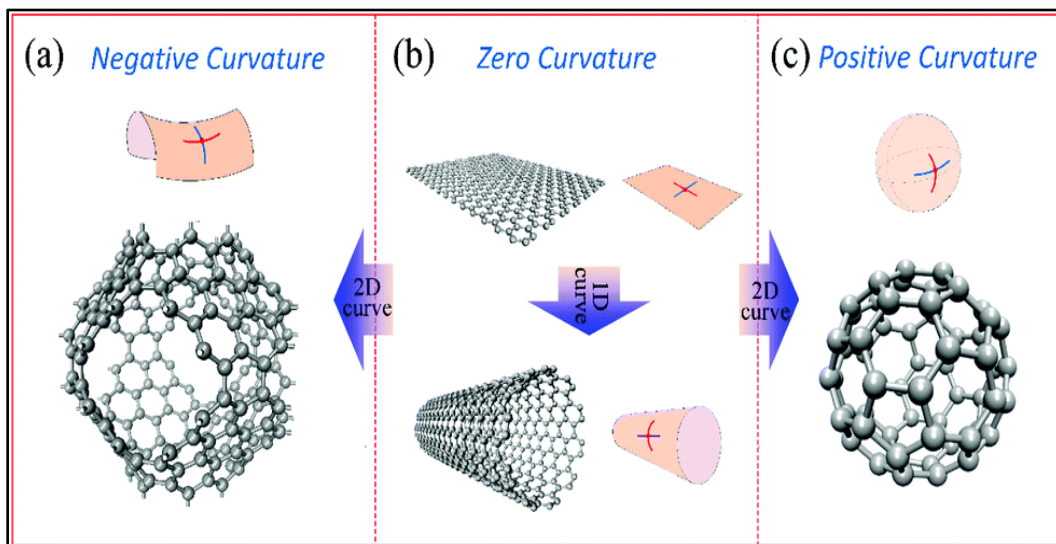 (a) Negative Curvature
(b) Zero Curvature
(c) Positive Curvature
2D
curve
1D
curve
2D
curve